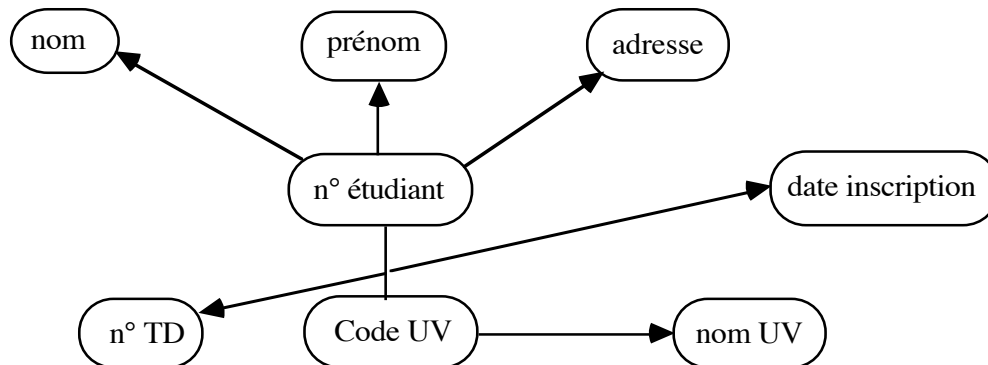 nom
prénom
adresse
n° étudiant
date inscription
n° TD
Code UV
nom UV